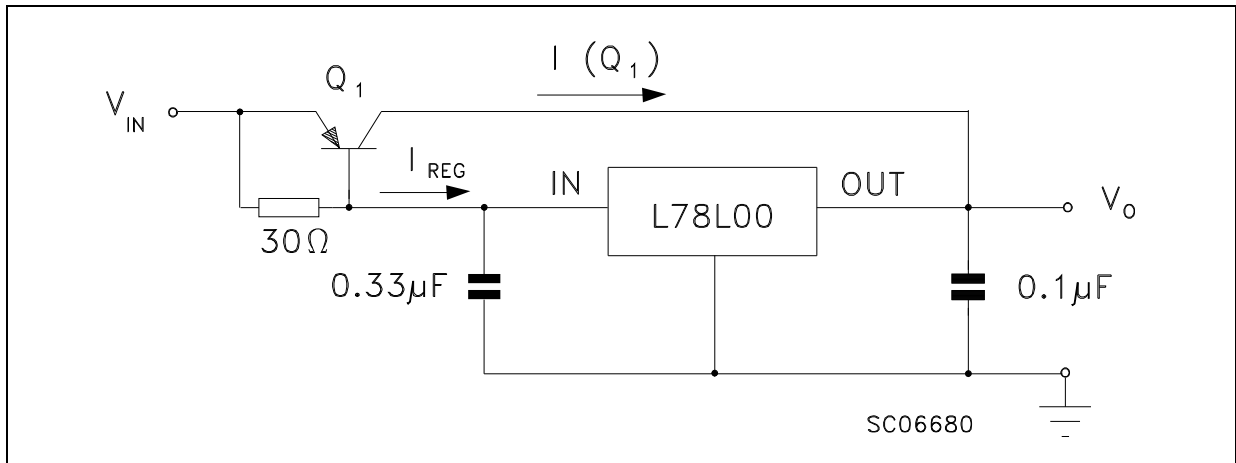 I (Q1)
Q1
VIN
IREG
IN
OUT
VO
L78L00
30Ω
0.33µF
0.1µF
SC06680